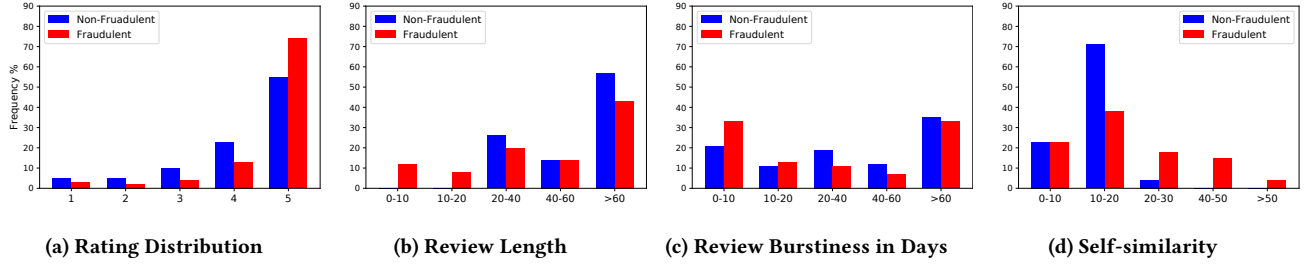 Frequency %
90
80
70
60
50
40
30
20
10
0
Non-Fraudulent
Fraudulent
1 2 3 4 5
(a) Rating Distribution
90
80
70
60
50
40
30
20
10
0
Non-Fraudulent
Fraudulent
0-10 10-20 20-40 40-60 >60
(b) Review Length
90
80
70
60
50
40
30
20
10
0
Non-Fraudulent
Fraudulent
0-10 10-20 20-40 40-60 >60
(c) Review Burstiness in Days
90
80
70
60
50
40
30
20
10
0
Non-Fraudulent
Fraudulent
0-10 10-20 20-30 40-50 >50
(d) Self-similarity